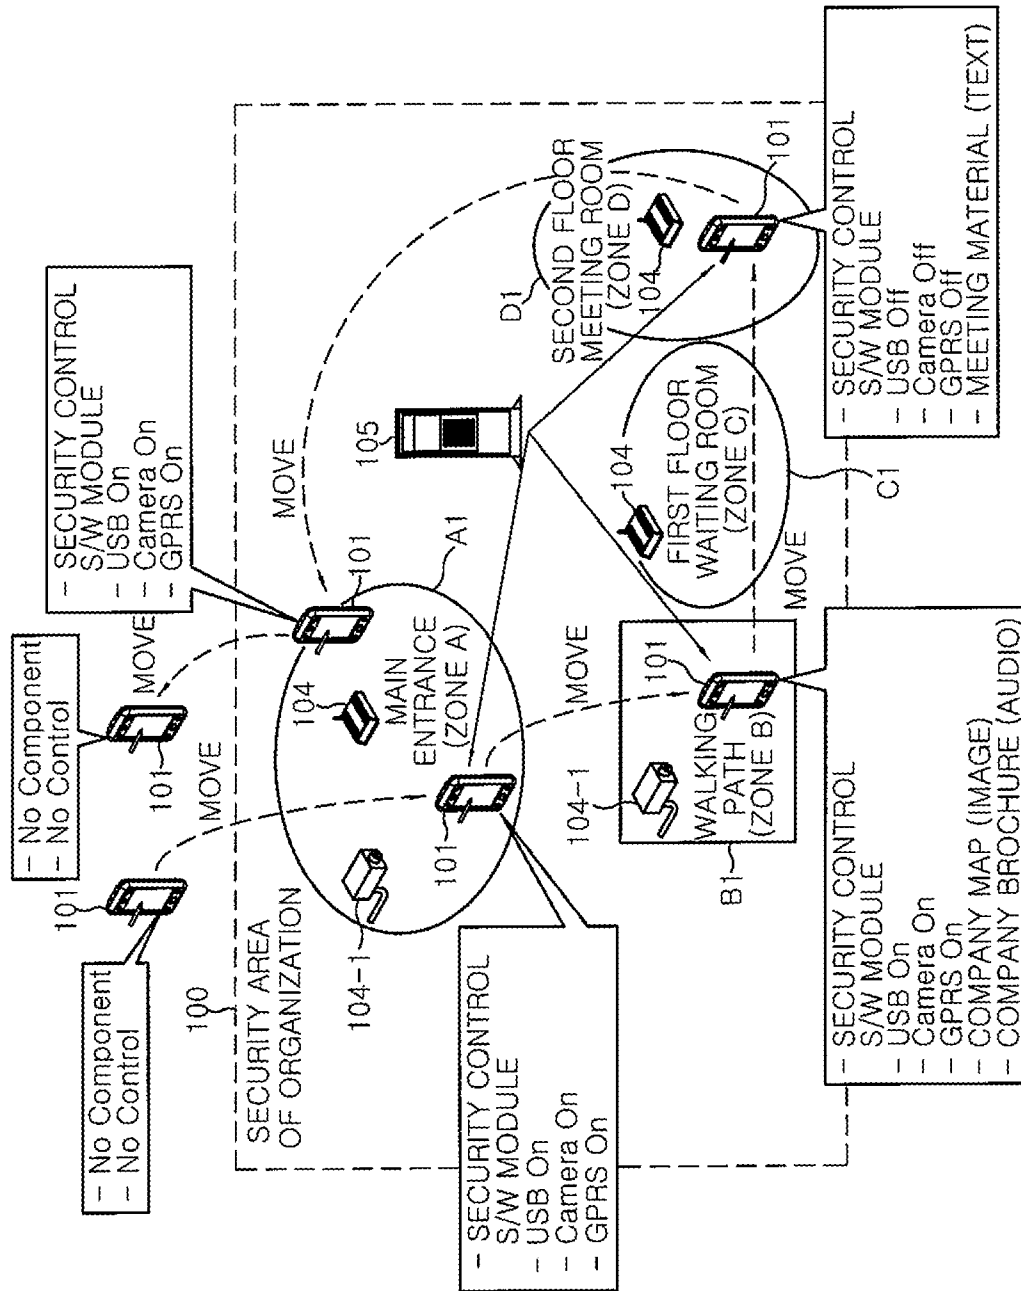 - No Component
- No Control
- No Component
- No Control
101
MOVE
101
MOVE
- SECURITY CONTROL
S/W MODULE
- USB On
- Camera On
- GPRS On
100
SECURITY AREA
OF ORGANIZATION
104-1
104
101
101
MAIN
ENTRANCE
(ZONE A)
A1
MOVE
105
- SECURITY CONTROL
S/W MODULE
- USB On
- Camera On
- GPRS On
MOVE
D1
SECOND FLOOR
MEETING ROOM
(ZONE D)
104
101
104-1
B1
WALKING
PATH
(ZONE B)
101
104
FIRST FLOOR
WAITING ROOM
(ZONE C)
MOVE
C1
- SECURITY CONTROL
S/W MODULE
- USB On
- Camera On
- GPRS On
- COMPANY MAP (IMAGE)
- COMPANY BROCHURE (AUDIO)
- SECURITY CONTROL
S/W MODULE
- USB Off
- Camera Off
- GPRS Off
- MEETING MATERIAL (TEXT)